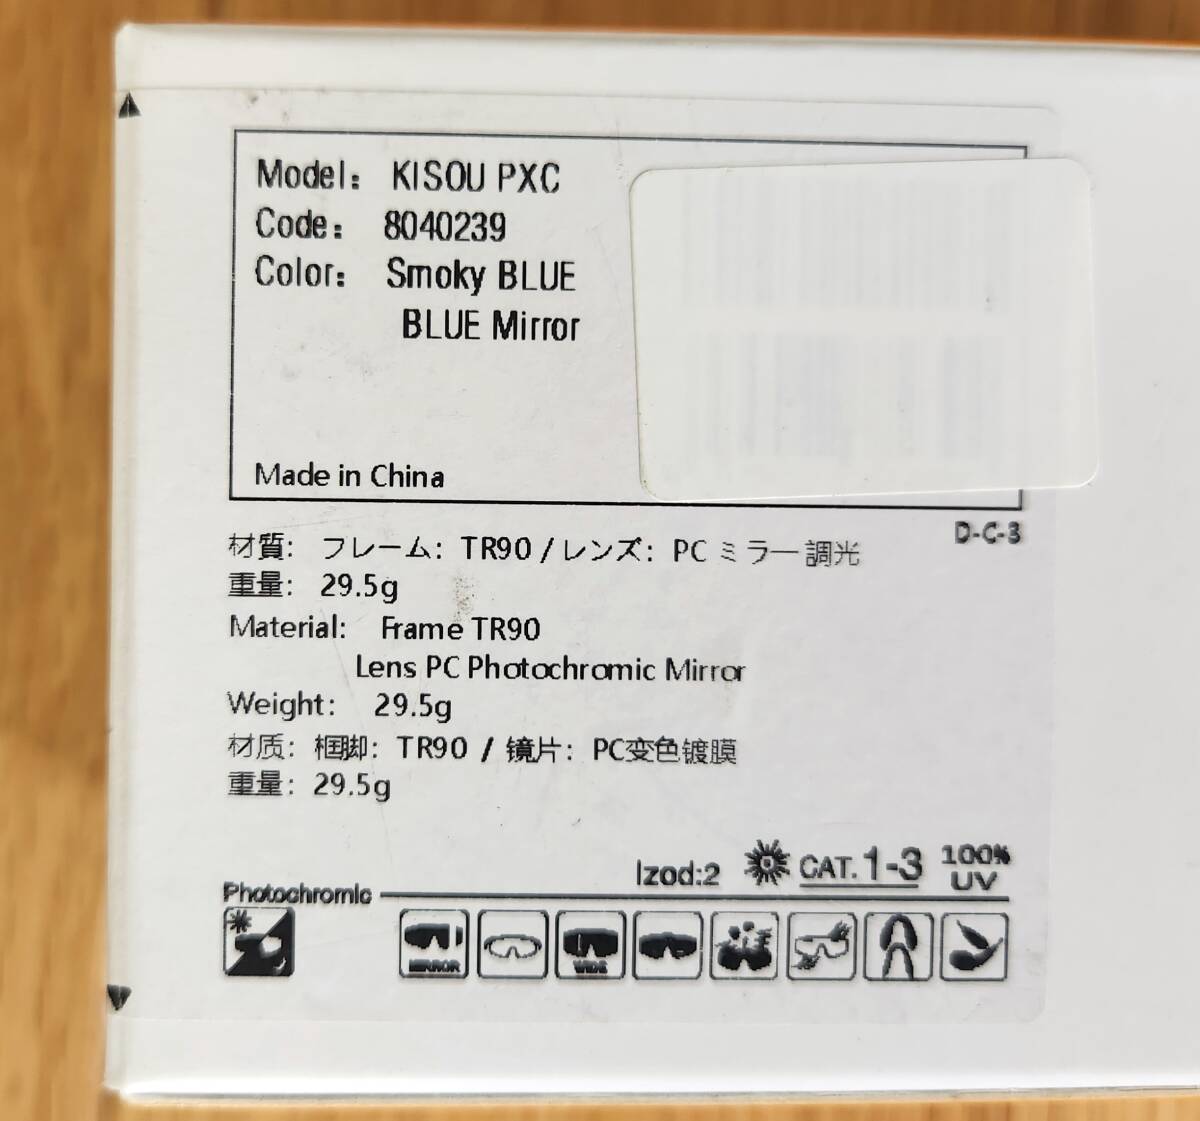 Model: KISOU PXC
Code: 8040239
Color: Smoky BLUE
BLUE Mirror
Made in China
D-C-3
材質: フレーム: TR90 / レンズ: PC ミラー調光
重量: 29.5g
Material: Frame TR90
Lens PC Photochromic Mirror
Weight: 29.5g
材质: 框脚: TR90 / 镜片: PC变色镀膜
重量: 29.5g
Izod:2 CAT. 1-3 100% UV
Photochromic
MIRROR WIDE